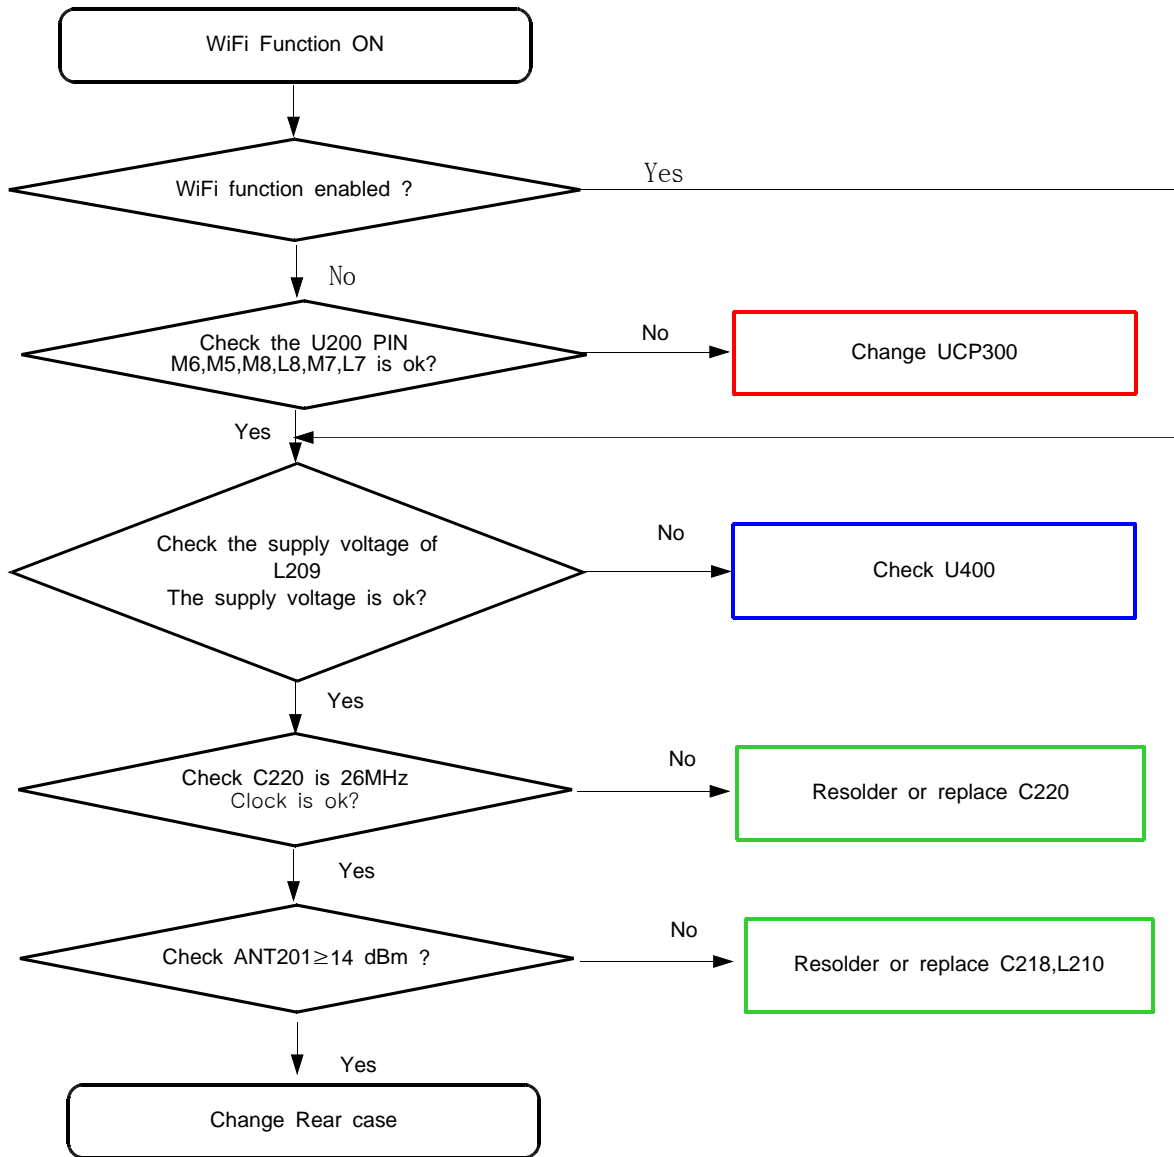 WiFi Function ON
WiFi function enabled ?
Yes
No
Check the U200 PIN
M6,M5,M8,L8,M7,L7 is ok?
No
Change UCP300
Yes
Check the supply voltage of
L209
The supply voltage is ok?
No
Check U400
Yes
Check C220 is 26MHz
Clock is ok?
No
Resolder or replace C220
Yes
Check ANT201≥14 dBm ?
No
Resolder or replace C218,L210
Yes
Change Rear case